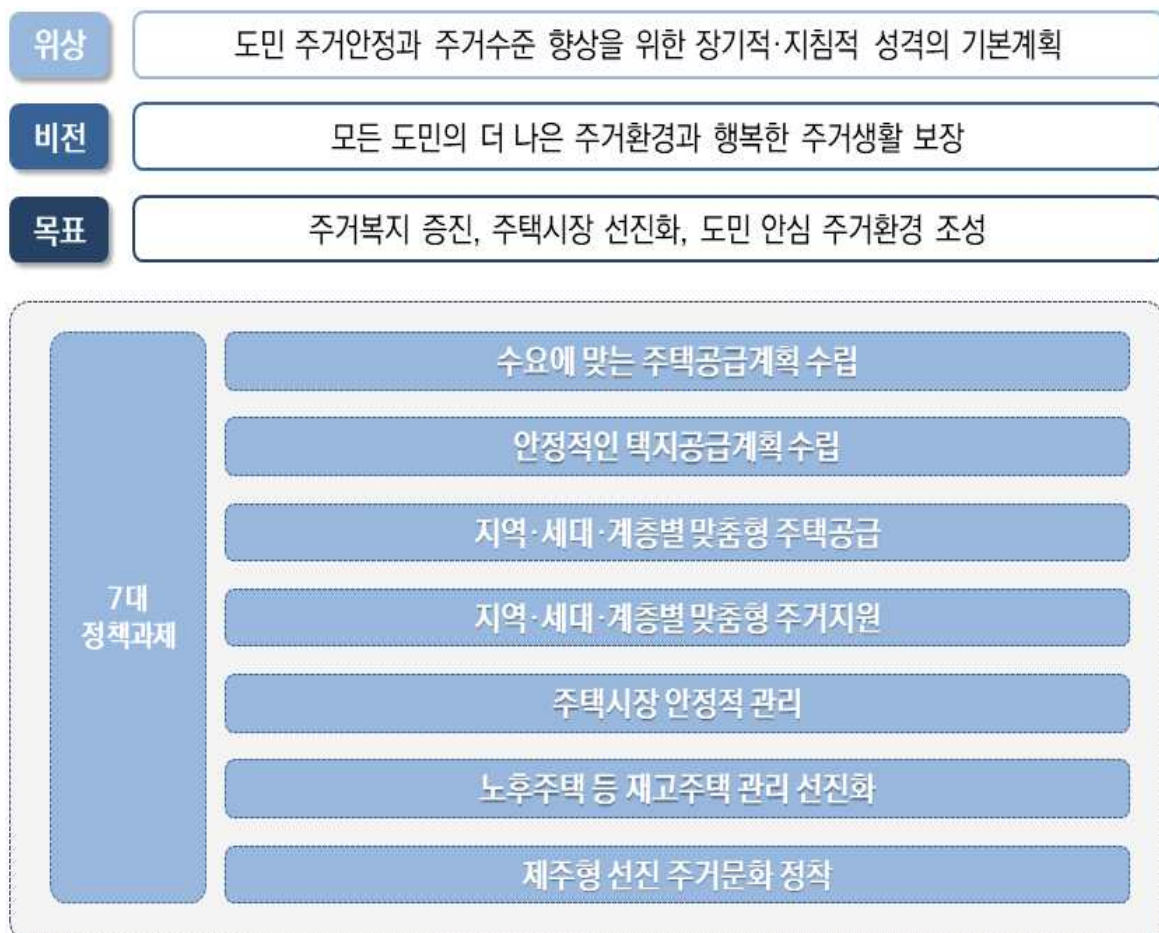 위상
도민 주거안정과 주거수준 향상을 위한 장기적·지침적 성격의 기본계획
비전
모든 도민의 더 나은 주거환경과 행복한 주거생활 보장
목표
주거복지 증진, 주택시장 선진화, 도민 안심 주거환경 조성
7대
정책과제
수요에 맞는 주택공급계획 수립
안정적인 택지공급계획 수립
지역·세대·계층별 맞춤형 주택공급
지역·세대·계층별 맞춤형 주거지원
주택시장 안정적 관리
노후주택 등 재고주택 관리 선진화
제주형 선진 주거문화 정착